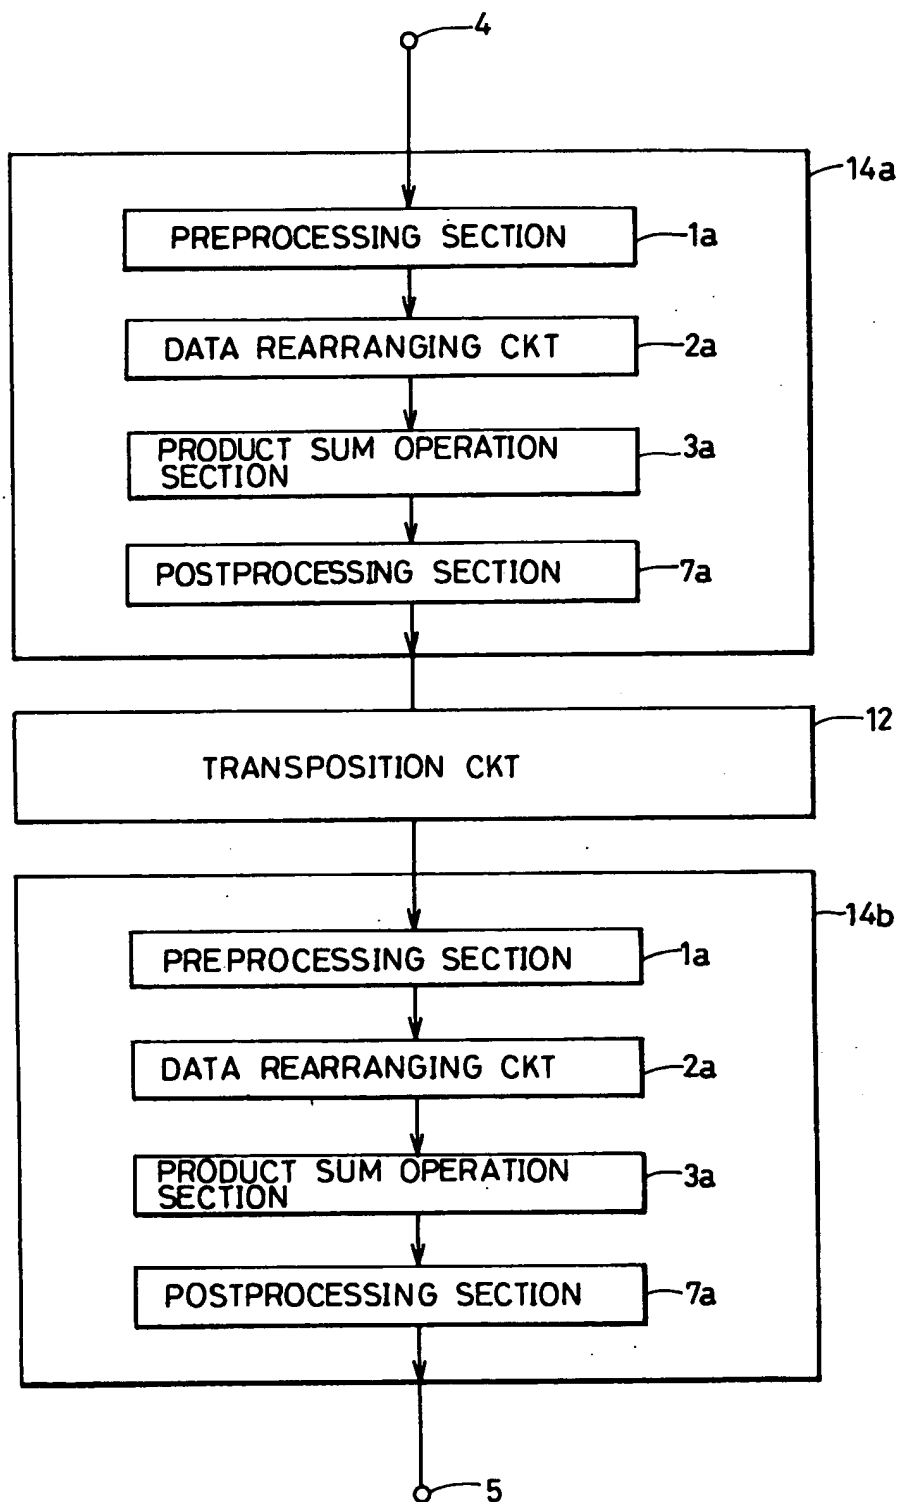 4
14a
PREPROCESSING SECTION
1a
DATA REARRANGING CKT
2a
PRODUCT SUM OPERATION
SECTION
3a
POSTPROCESSING SECTION
7a
12
TRANSPOSITION CKT
14b
PREPROCESSING SECTION
1a
DATA REARRANGING CKT
2a
PRODUCT SUM OPERATION
SECTION
3a
POSTPROCESSING SECTION
7a
5